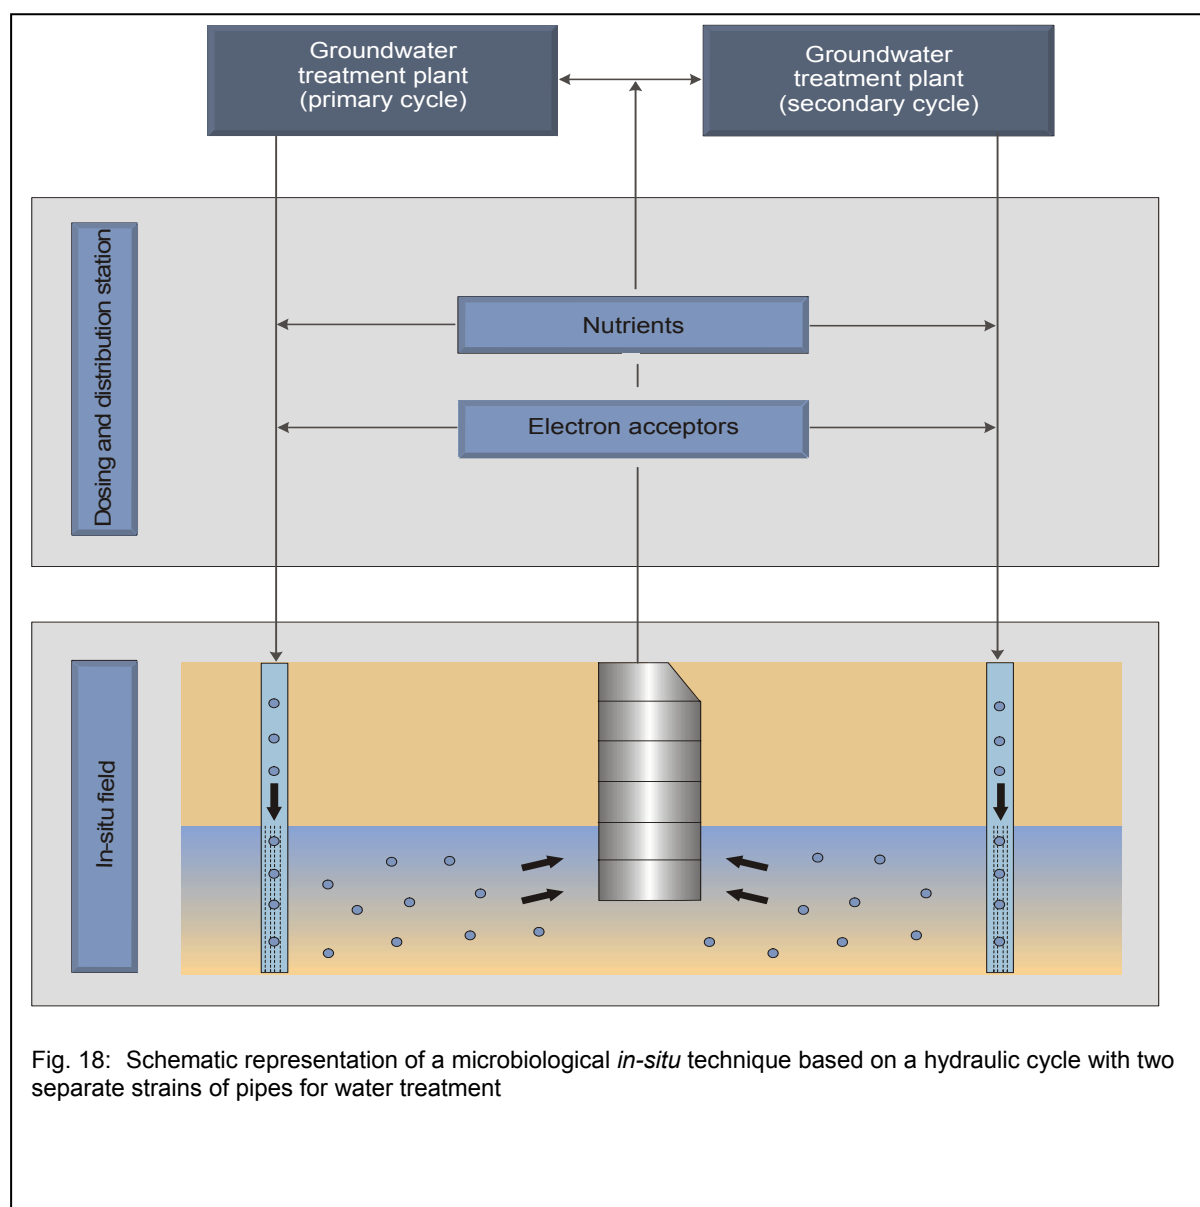 Groundwater
treatment plant
(primary cycle)
Groundwater
treatment plant
(secondary cycle)
Dosing and distribution station
Nutrients
Electron acceptors
In-situ field
Fig. 18: Schematic representation of a microbiological in-situ technique based on a hydraulic cycle with two
separate strains of pipes for water treatment